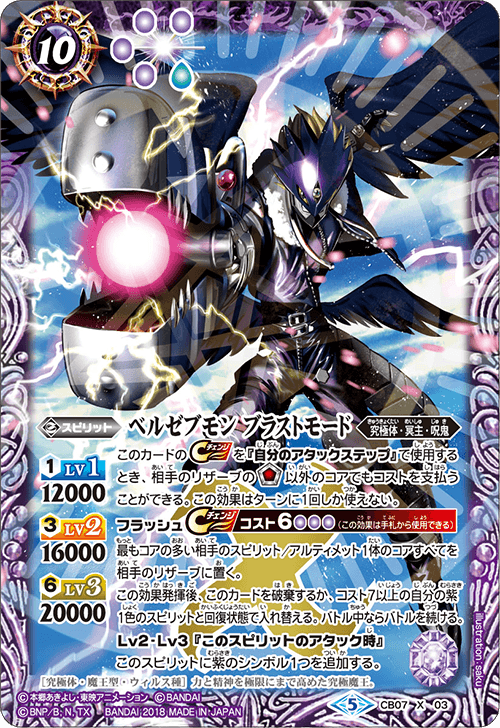 10
スピリット
ベルゼブモン ブラストモード
きゅうきょくたい めいしゅ じゅき
究極体・冥主・呪鬼
1 LV1
12000
3 LV2
16000
6 LV3
20000
このカードの チェンジ を『自分のアタックステップ』で使用する
とき、相手のリザーブの 以外のコアでもコストを支払う
ことができる。この効果はターンに1回しか使えない。
フラッシュ チェンジ コスト6 (この効果は手札から使用できる)
最もコアの多い相手のスピリット/アルティメット1体のコアすべてを
相手のリザーブに置く。
この効果発揮後、このカードを破棄するか、コスト7以上の自分の紫
1色のスピリットと回復状態で入れ替える。バトル中ならバトルを続ける。
Lv2・Lv3『このスピリットのアタック時』
このスピリットに紫のシンボル1つを追加する。
[究極体・魔王型・ウィルス種] 力と精神を極限にまで高めた究極魔王。
illustration:saku
©本郷あきよし・東映アニメーション ©BANDAI
©BNP/B; N, TX BANDAI 2018 MADE IN JAPAN
5
CB07 X 03